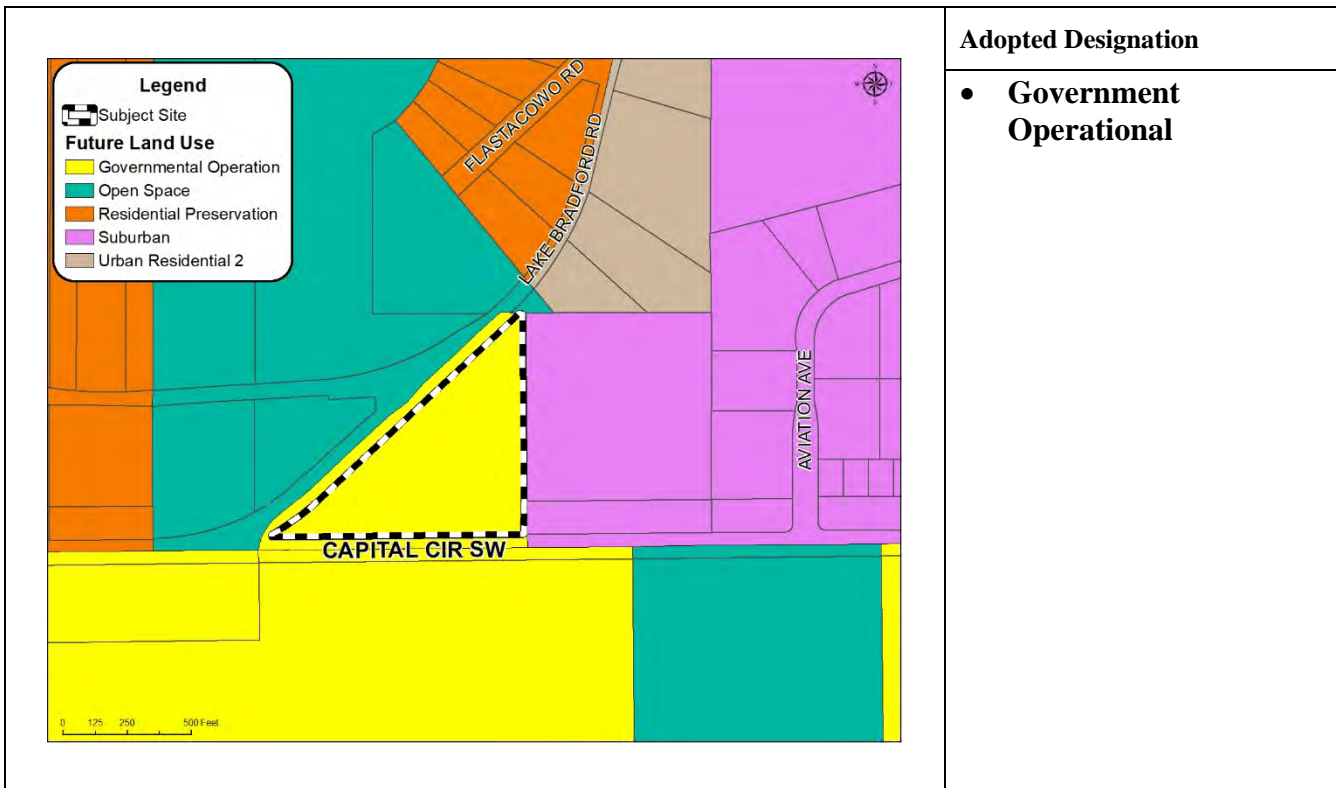 Adopted Designation
• Government
Operational
Legend
Subject Site
Future Land Use
Governmental Operation
Open Space
Residential Preservation
Suburban
Urban Residential 2
N
W
E
S
FLASTACOWO RD
LAKE BRADFORD RD
AVIATION AVE
CAPITAL CIR SW
0 125 250 500 Feet